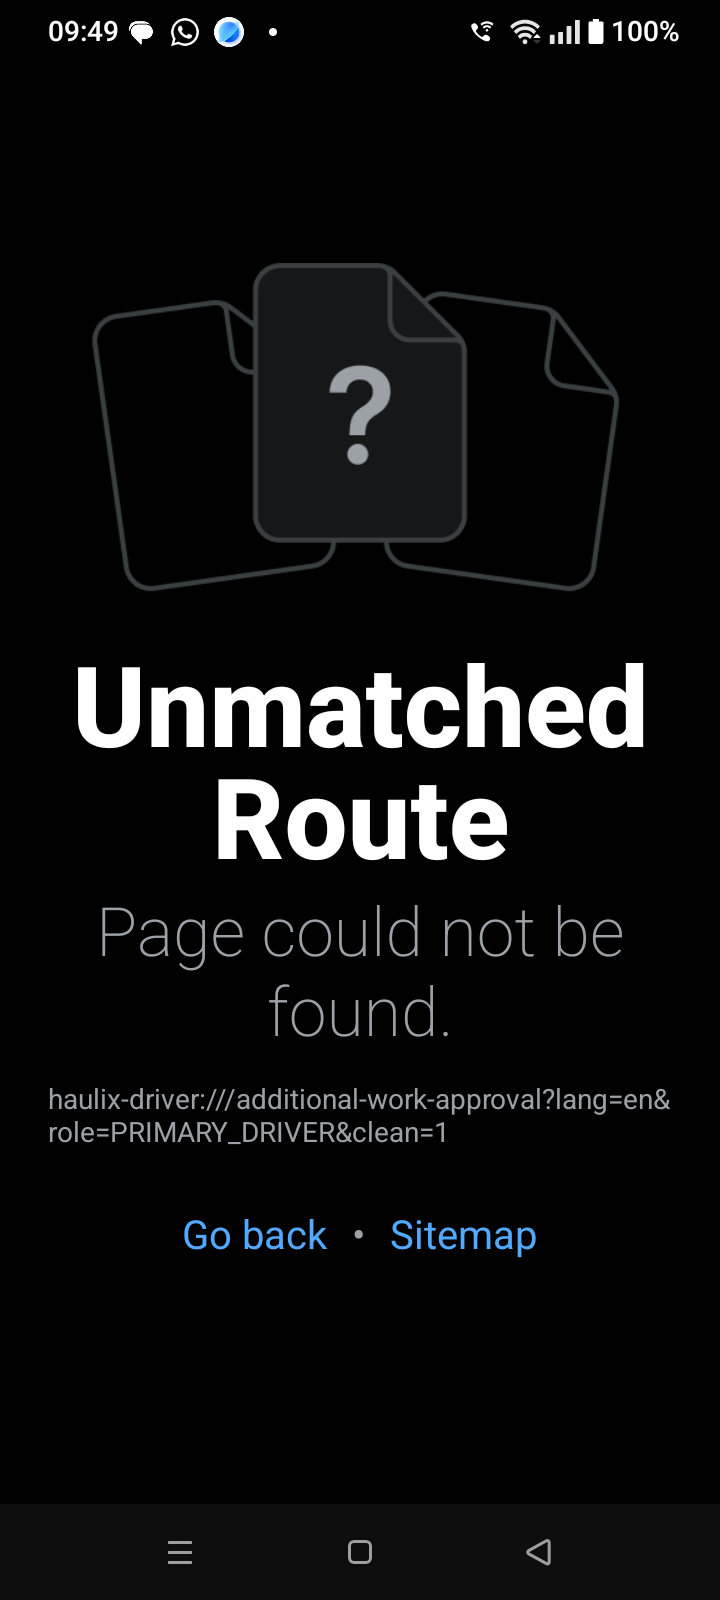 09:49
100%
?
Unmatched
Route
Page could not be
found.
haulix-driver:///additional-work-approval?lang=en&
role=PRIMARY_DRIVER&clean=1
Go back • Sitemap